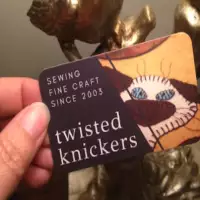 SEWING
FINE CRAFT
SINCE 2003
twisted
knickers